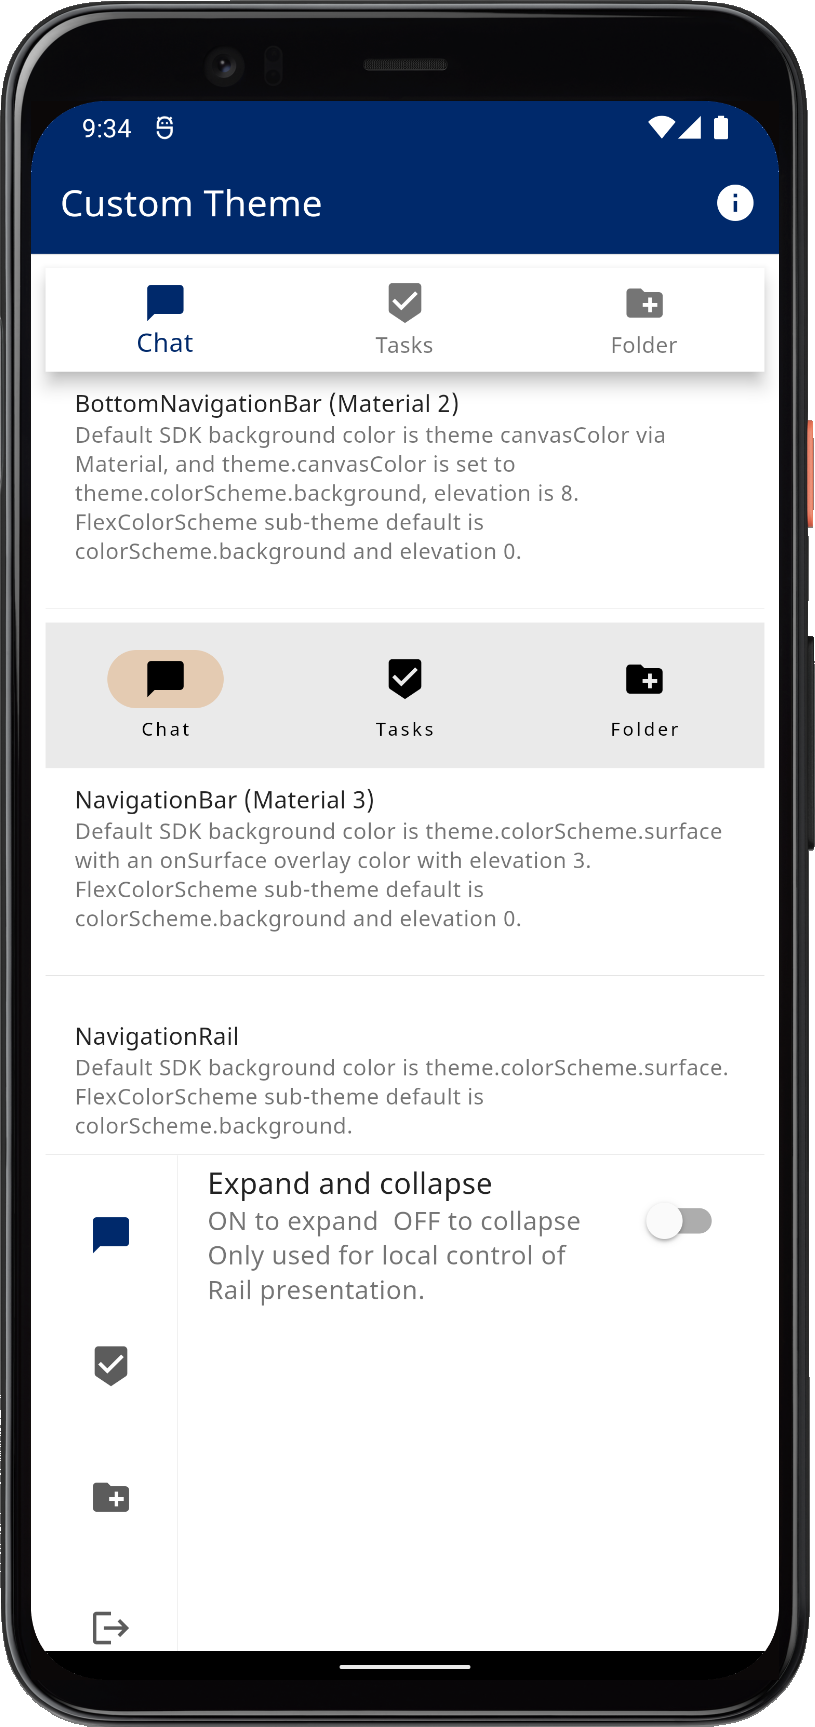 9:34
Custom Theme
Chat
Tasks
Folder
BottomNavigationBar (Material 2)
Default SDK background color is theme canvasColor via
Material, and theme.canvasColor is set to
theme.colorScheme.background, elevation is 8.
FlexColorScheme sub-theme default is
colorScheme.background and elevation 0.
Chat
Tasks
Folder
NavigationBar (Material 3)
Default SDK background color is theme.colorScheme.surface
with an onSurface overlay color with elevation 3.
FlexColorScheme sub-theme default is
colorScheme.background and elevation 0.
NavigationRail
Default SDK background color is theme.colorScheme.surface.
FlexColorScheme sub-theme default is
colorScheme.background.
Expand and collapse
ON to expand  OFF to collapse
Only used for local control of
Rail presentation.